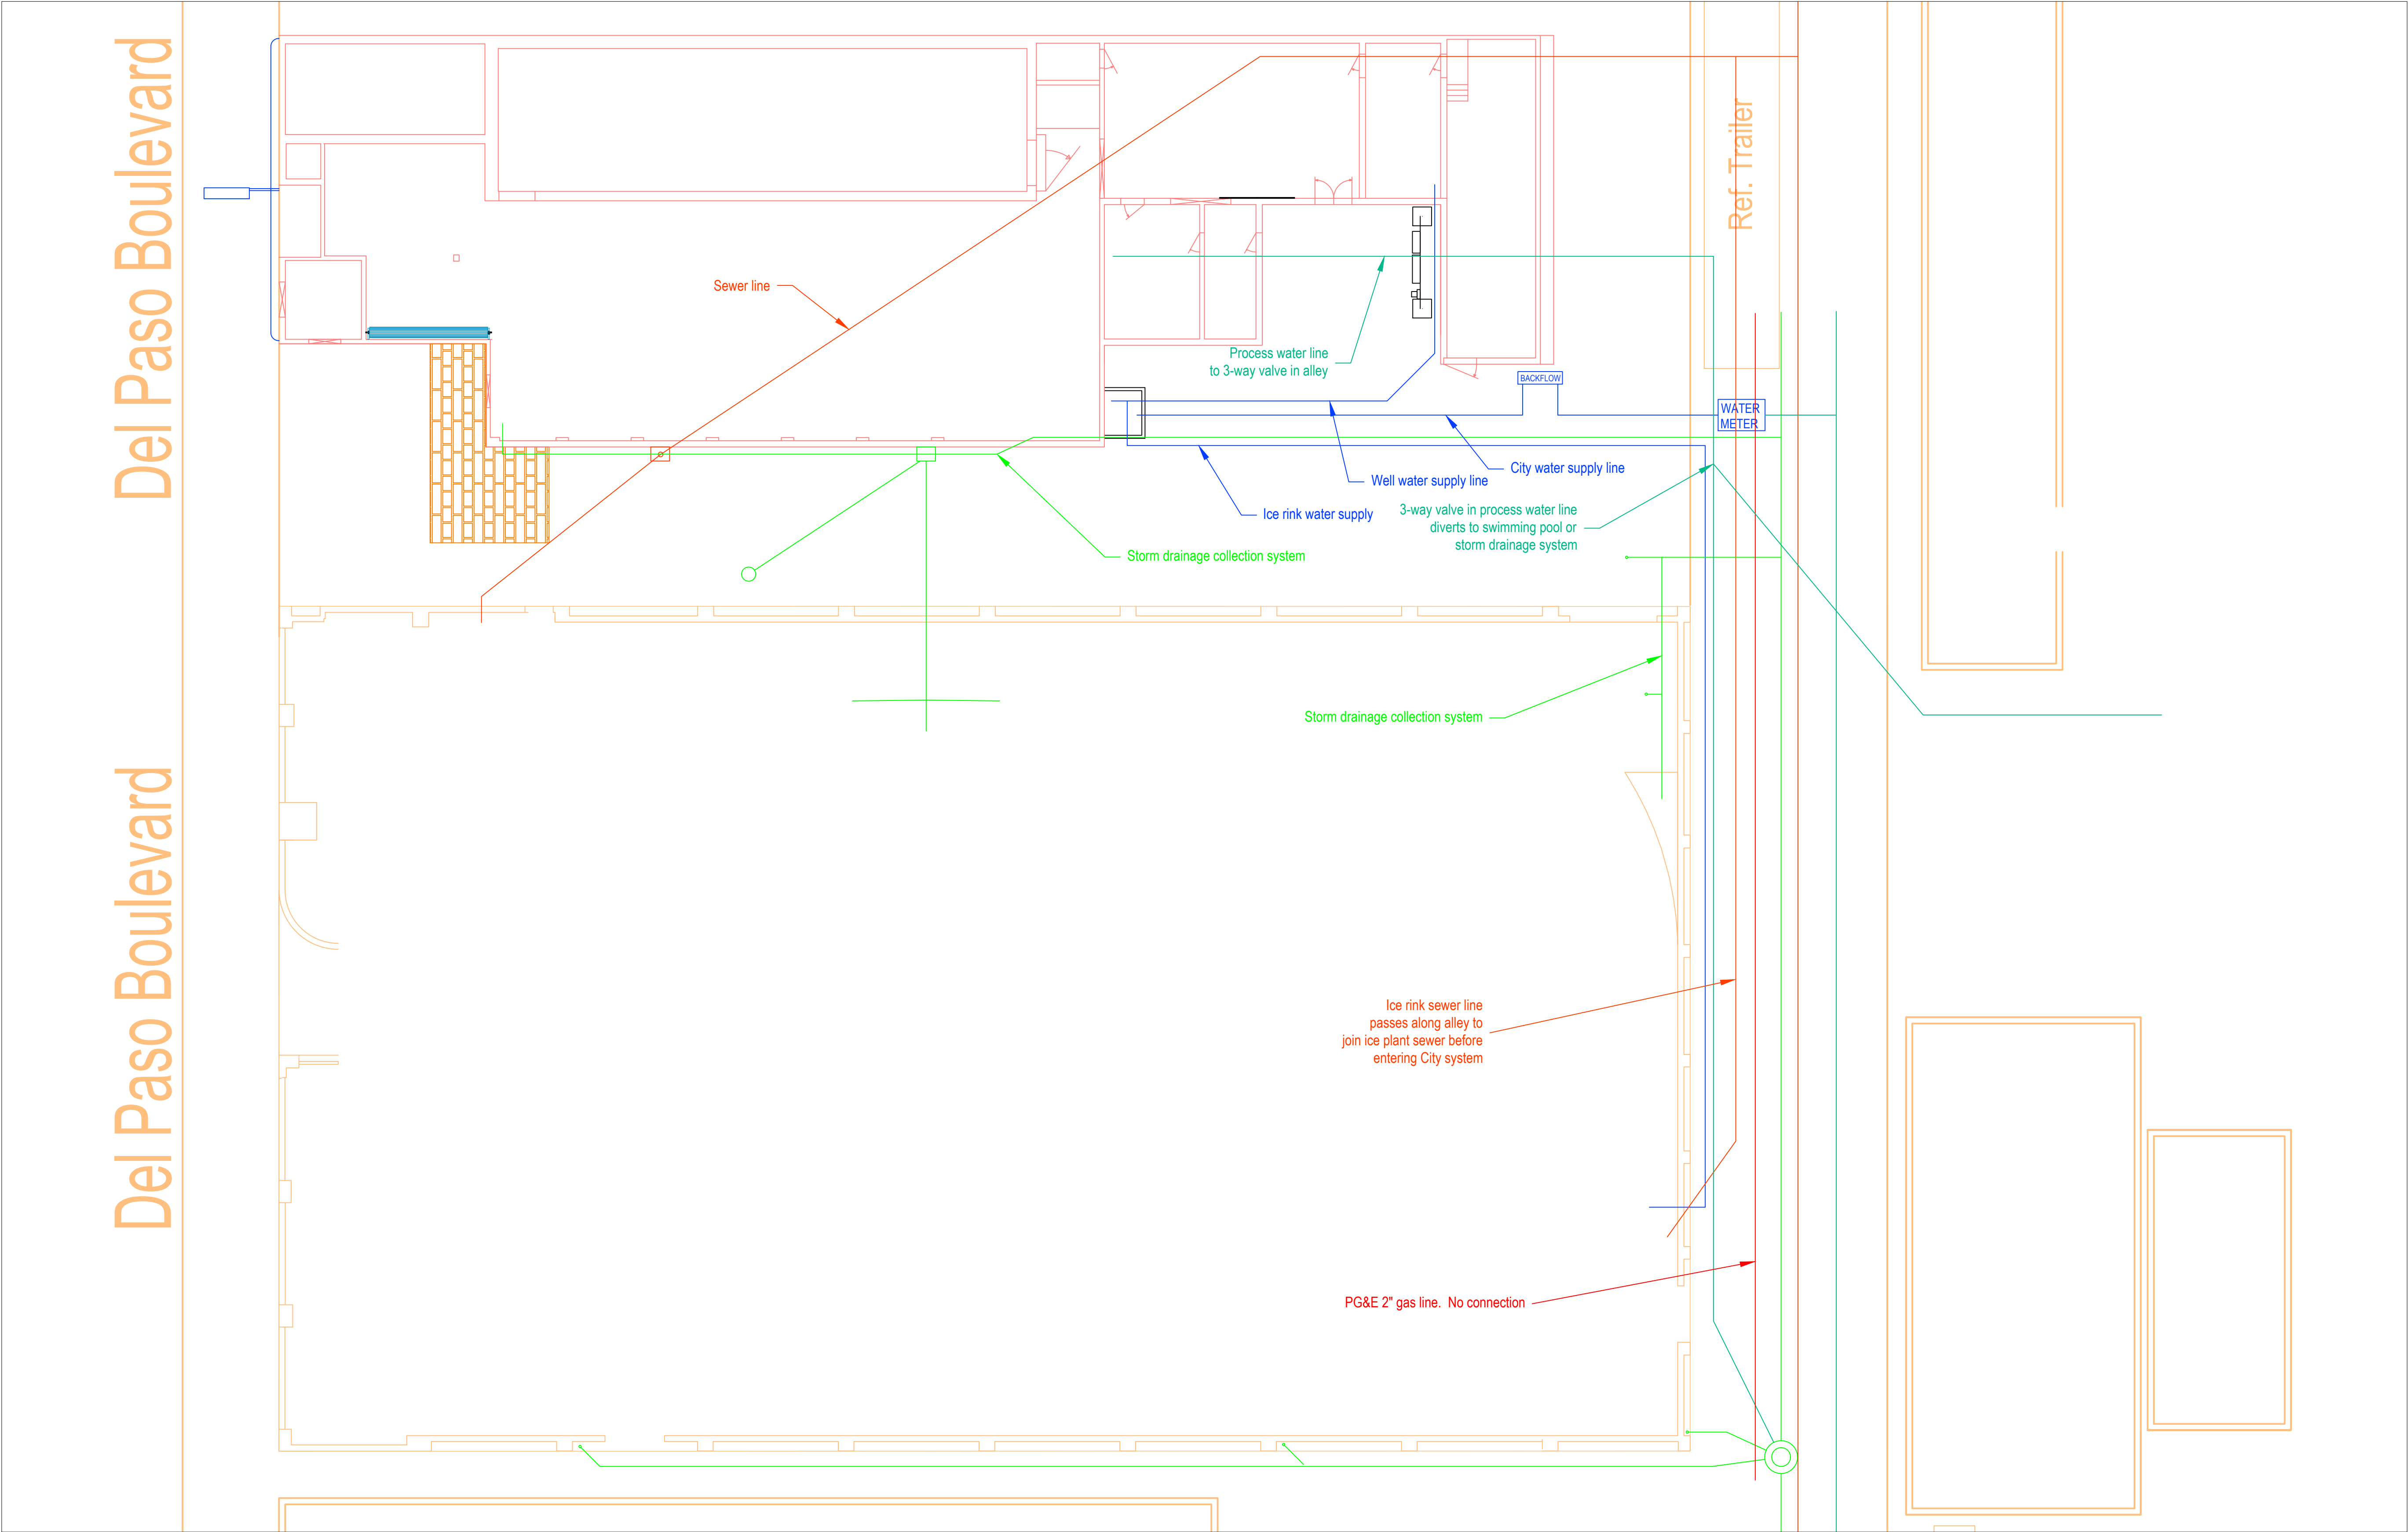 Del Paso Boulevard
Ref. Trailer
Sewer line
Process water line
to 3-way valve in alley
BACKFLOW
WATER
METER
City water supply line
Well water supply line
Ice rink water supply
3-way valve in process water line
diverts to swimming pool or
storm drainage system
Storm drainage collection system
Storm drainage collection system
Del Paso Boulevard
Ice rink sewer line
passes along alley to
join ice plant sewer before
entering City system
PG&E 2" gas line. No connection